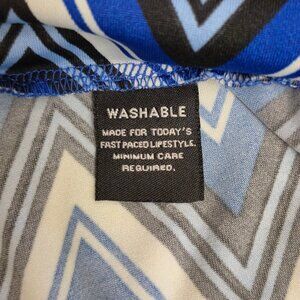 WASHABLE
MADE FOR TODAY'S
FAST PACED LIFESTYLE.
MINIMUM CARE
REQUIRED.